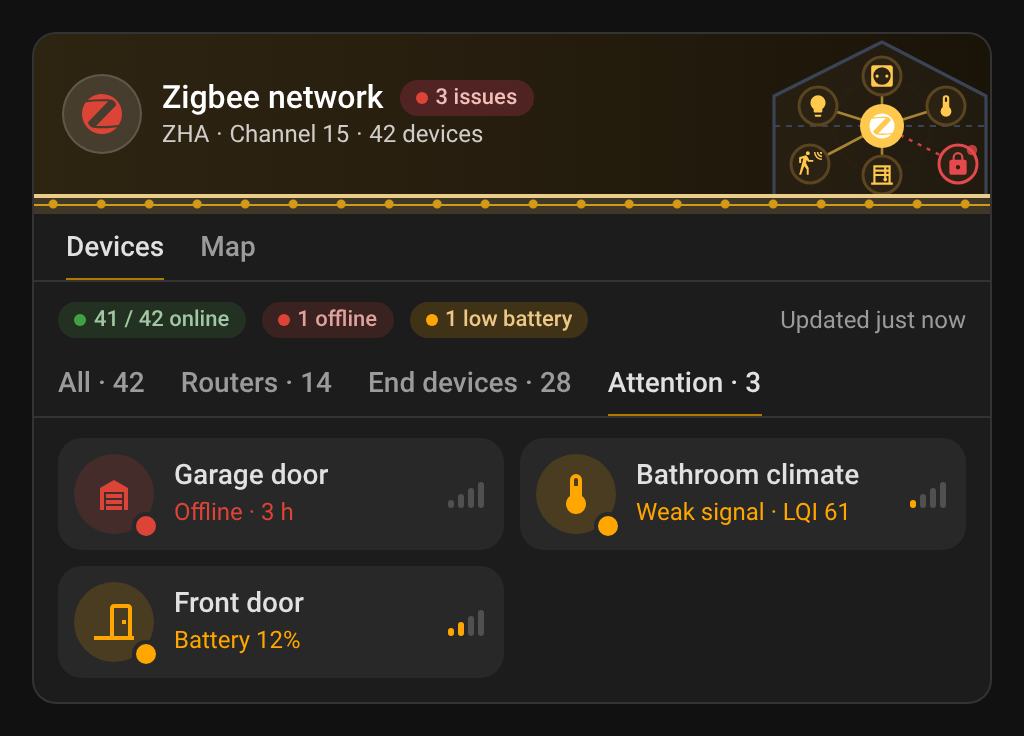 Zigbee network
3 issues
ZHA · Channel 15 · 42 devices
Devices
Map
41 / 42 online
1 offline
1 low battery
Updated just now
All · 42
Routers · 14
End devices · 28
Attention · 3
Garage door
Offline · 3 h
Bathroom climate
Weak signal · LQI 61
Front door
Battery 12%